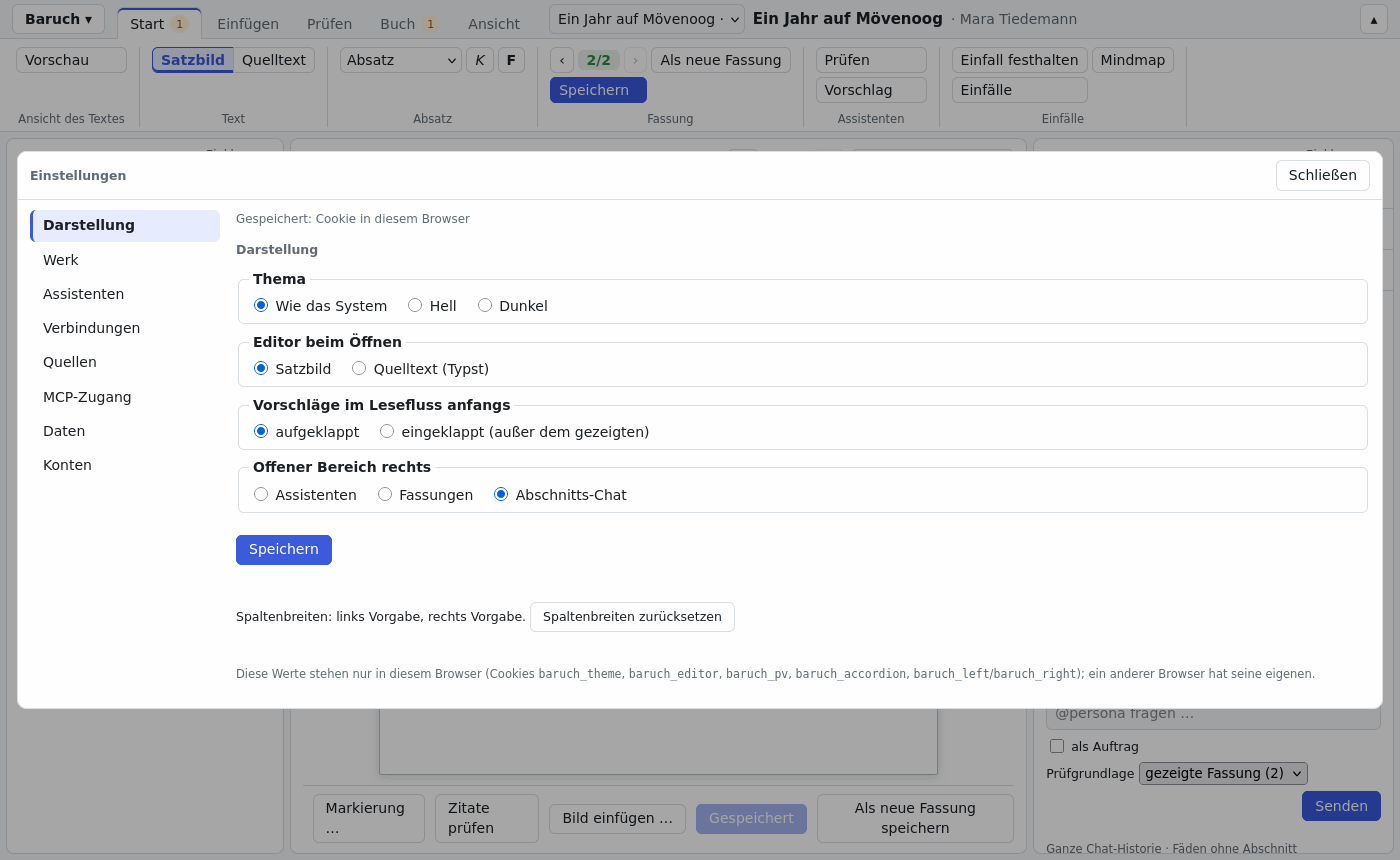 Baruch ▾
Start 1
Einfügen
Prüfen
Buch 1
Ansicht
Ein Jahr auf Mövenoog ·
Ein Jahr auf Mövenoog · Mara Tiedemann
▴
Vorschau
Satzbild
Quelltext
Absatz
K
F
‹
2/2
›
Als neue Fassung
Prüfen
Einfall festhalten
Mindmap
Speichern
Vorschlag
Einfälle
Ansicht des Textes
Text
Absatz
Fassung
Assistenten
Einfälle
Einstellungen
Schließen
Darstellung
Werk
Assistenten
Verbindungen
Quellen
MCP-Zugang
Daten
Konten
Gespeichert: Cookie in diesem Browser
Darstellung
Thema
Wie das System
Hell
Dunkel
Editor beim Öffnen
Satzbild
Quelltext (Typst)
Vorschläge im Lesefluss anfangs
aufgeklappt
eingeklappt (außer dem gezeigten)
Offener Bereich rechts
Assistenten
Fassungen
Abschnitts-Chat
Speichern
Spaltenbreiten: links Vorgabe, rechts Vorgabe.
Spaltenbreiten zurücksetzen
Diese Werte stehen nur in diesem Browser (Cookies baruch_theme, baruch_editor, baruch_pv, baruch_accordion, baruch_left/baruch_right); ein anderer Browser hat seine eigenen.
@persona fragen …
als Auftrag
Prüfgrundlage
gezeigte Fassung (2)
Senden
Markierung …
Zitate prüfen
Bild einfügen …
Gespeichert
Als neue Fassung speichern
Ganze Chat-Historie · Fäden ohne Abschnitt